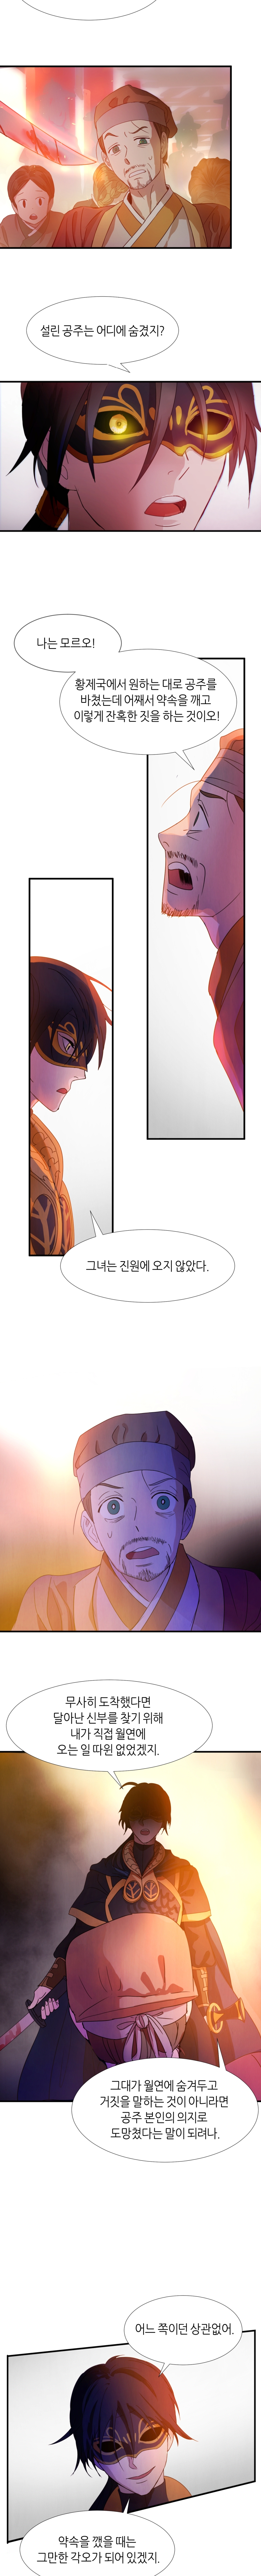 설린 공주는 어디에 숨겼지?
나는 모르오!
황제국에서 원하는 대로 공주를
바쳤는데 어째서 약속을 깨고
이렇게 잔혹한 짓을 하는 것이오!
그녀는 진원에 오지 않았다.
무사히 도착했다면
달아난 신부를 찾기 위해
내가 직접 월연에
오는 일 따윈 없었겠지.
그대가 월연에 숨겨두고
거짓을 말하는 것이 아니라면
공주 본인의 의지로
도망쳤다는 말이 되려나.
어느 쪽이던 상관없어.
약속을 깼을 때는
그만한 각오가 되어 있겠지.